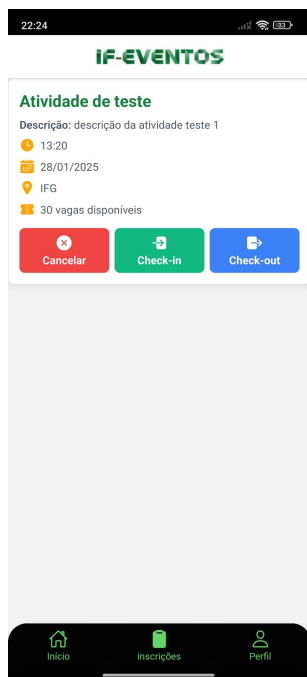 22:24
33
IF-EVENTOS
Atividade de teste
Descrição: descrição da atividade teste 1
13:20
28/01/2025
IFG
30 vagas disponíveis
Cancelar
Check-in
Check-out
Início
inscrições
Perfil